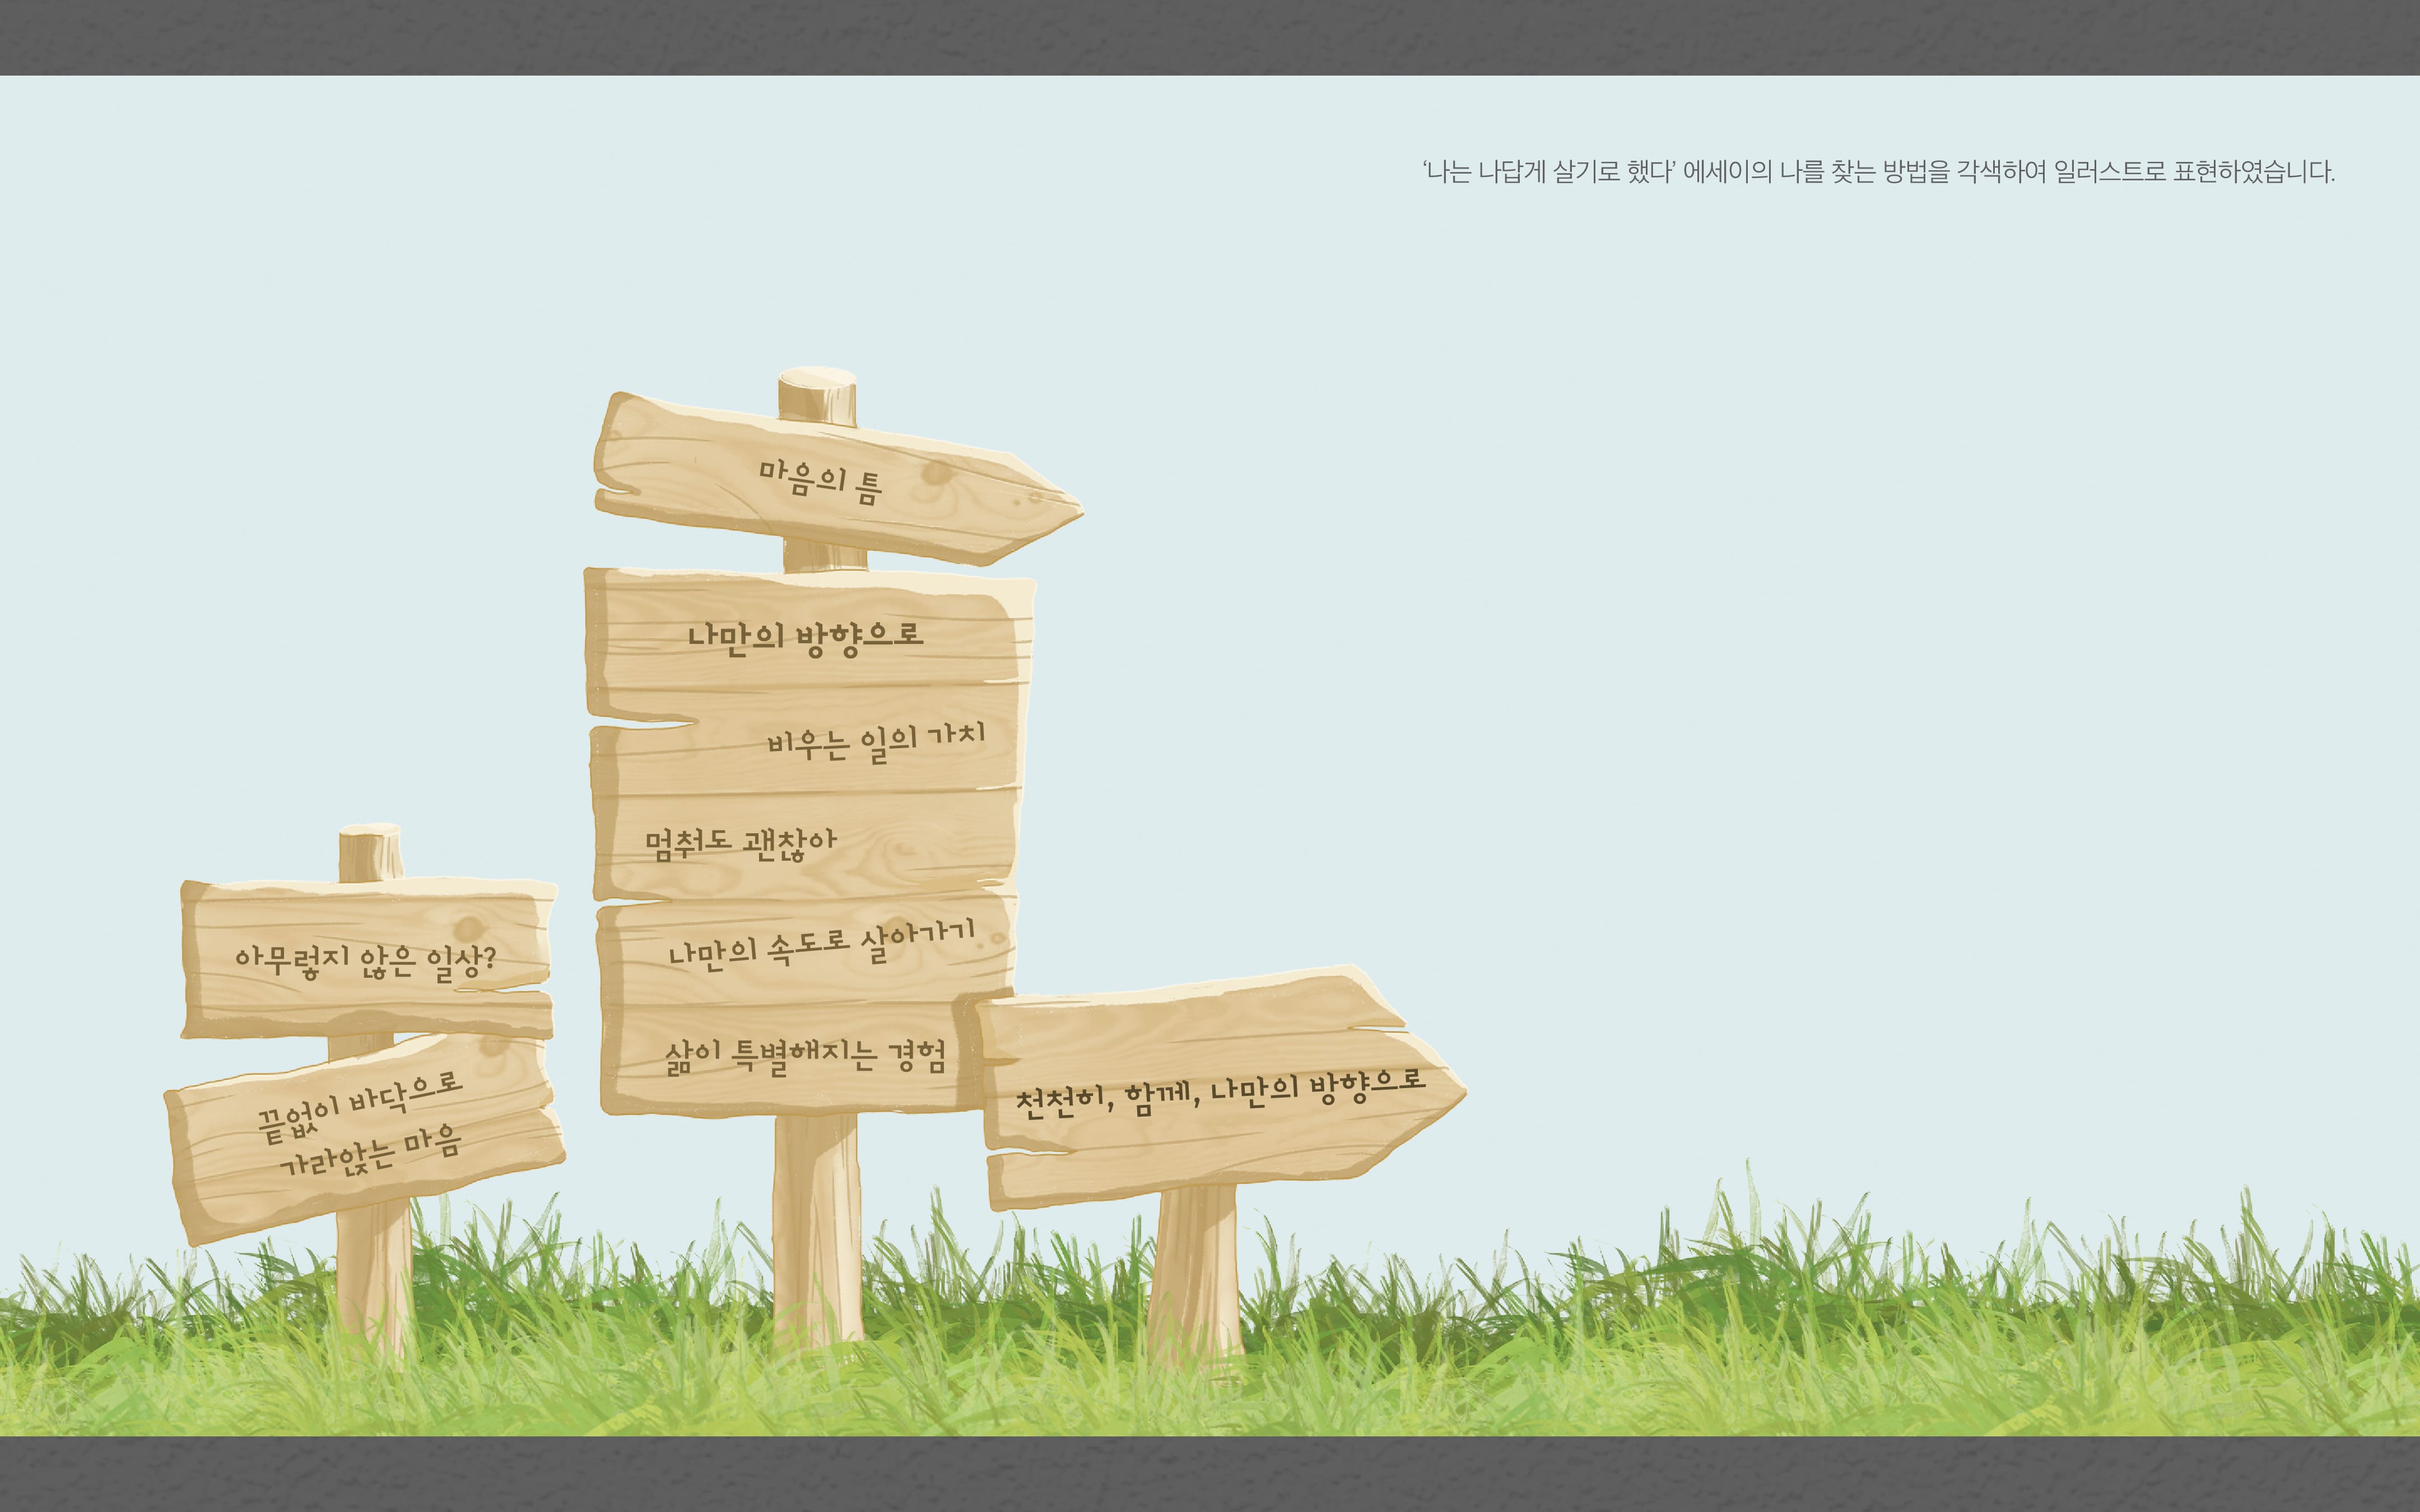 ‘나는 나답게 살기로 했다’ 에세이의 나를 찾는 방법을 각색하여 일러스트로 표현하였습니다.
아무렇지 않은 일상?
끝없이 바닥으로
가라앉는 마음
마음의 틈
나만의 방향으로
비우는 일의 가치
멈춰도 괜찮아
나만의 속도로 살아가기
삶이 특별해지는 경험
천천히, 함께, 나만의 방향으로